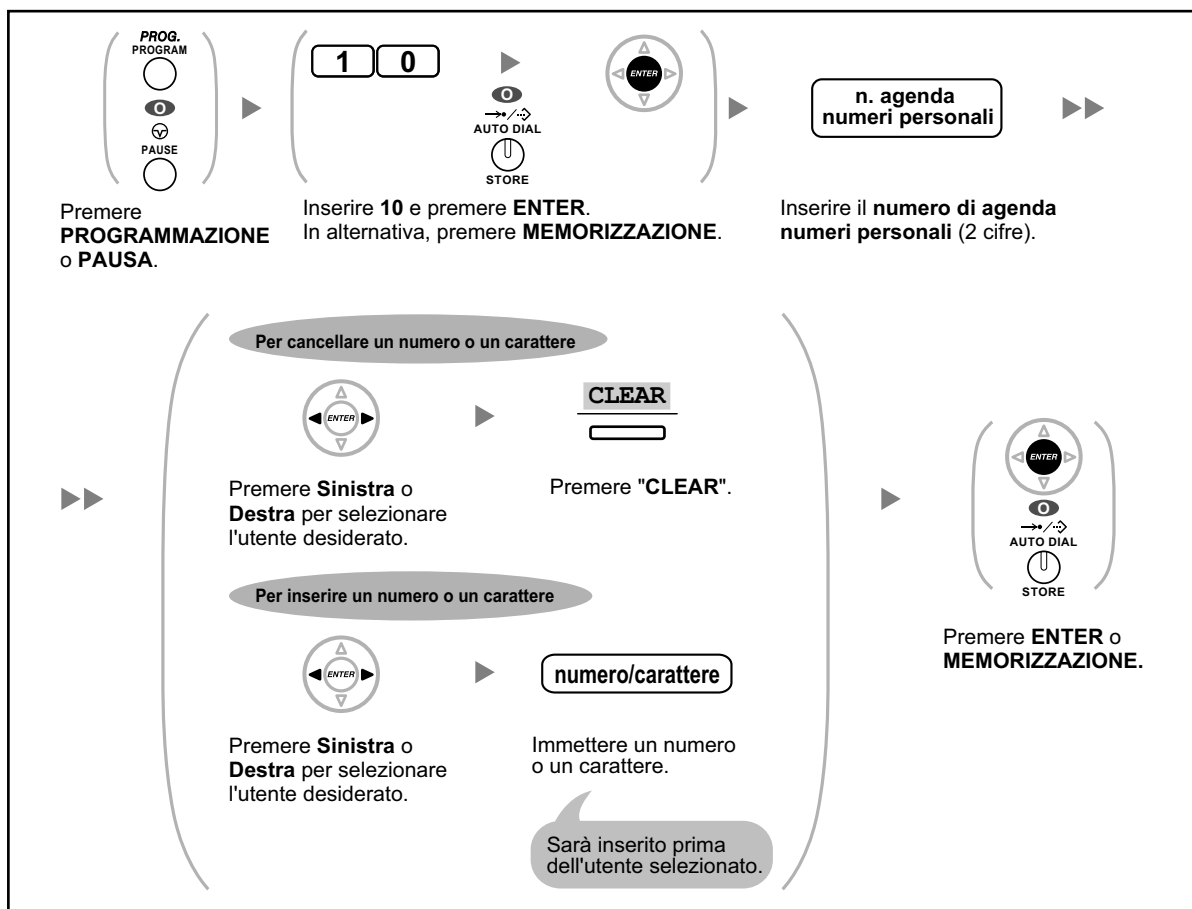 PROG.
PROGRAM
O
PAUSE
Premere
PROGRAMMAZIONE
o PAUSA.
1 0
O
AUTO DIAL
STORE
ENTER
Inserire 10 e premere ENTER.
In alternativa, premere MEMORIZZAZIONE.
n. agenda
numeri personali
Inserire il numero di agenda
numeri personali (2 cifre).
Per cancellare un numero o un carattere
ENTER
CLEAR
Premere Sinistra o
Destra per selezionare
l'utente desiderato.
Premere "CLEAR".
Per inserire un numero o un carattere
ENTER
numero/carattere
Premere Sinistra o
Destra per selezionare
l'utente desiderato.
Immettere un numero
o un carattere.
Sarà inserito prima
dell'utente selezionato.
ENTER
O
AUTO DIAL
STORE
Premere ENTER o
MEMORIZZAZIONE.